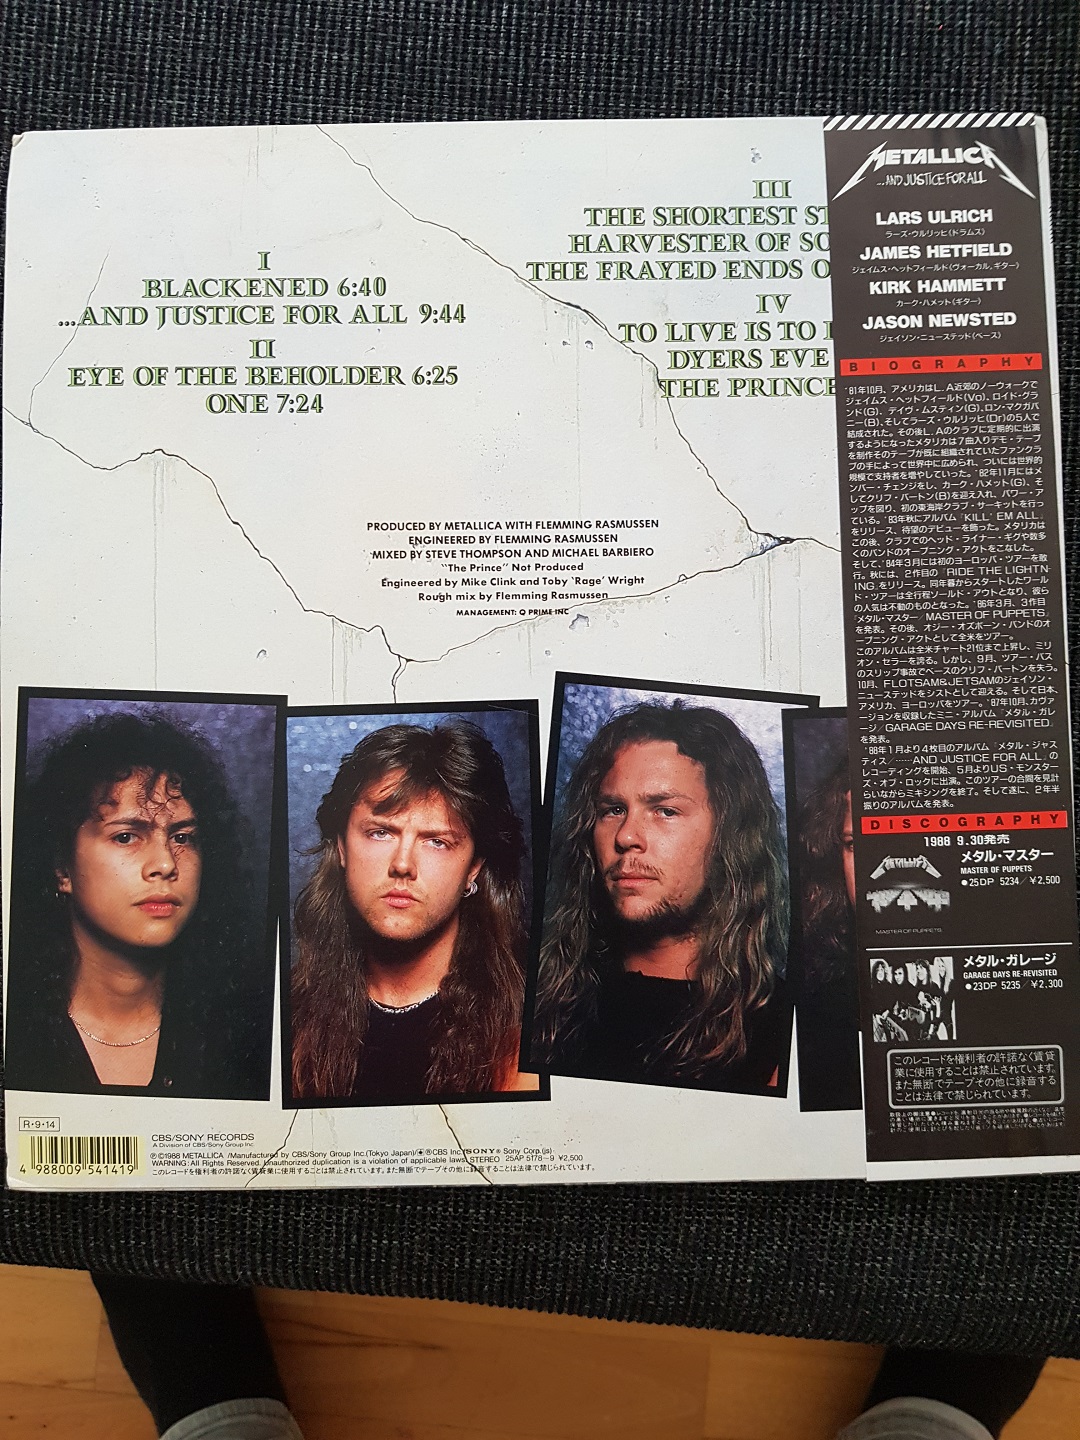 I
BLACKENED 6:40
...AND JUSTICE FOR ALL 9:44
II
EYE OF THE BEHOLDER 6:25
ONE 7:24
III
THE SHORTEST ST
HARVESTER OF SO
THE FRAYED ENDS O
IV
TO LIVE IS TO
DYERS EVE
THE PRINCE
PRODUCED BY METALLICA WITH FLEMMING RASMUSSEN
ENGINEERED BY FLEMMING RASMUSSEN
MIXED BY STEVE THOMPSON AND MICHAEL BARBIERO
"The Prince" Not Produced
Engineered by Mike Clink and Toby 'Rage' Wright
Rough mix by Flemming Rasmussen
MANAGEMENT: Q PRIME INC
R·9·14
4 988009 541419
CBS/SONY RECORDS
A Division of CBS/Sony Group Inc.
℗©1988 METALLICA /Manufactured by CBS/Sony Group Inc.(Tokyo Japan)/®CBS Inc./SONY® Sony Corp.(js)
WARNING: All Rights Reserved. Unauthorized duplication is a violation of applicable laws. STEREO 25AP 5178-9 ¥2,500
このレコードを権利者の許諾なく賃貸業に使用することは禁止されています。また無断でテープその他に録音することは法律で禁じられています。
METALLICA
...AND JUSTICE FOR ALL
LARS ULRICH
ラーズ・ウルリッヒ(ドラムス)
JAMES HETFIELD
ジェイムス・ヘットフィールド(ヴォーカル,ギター)
KIRK HAMMETT
カーク・ハメット(ギター)
JASON NEWSTED
ジェイソン・ニューステッド(ベース)
BIOGRAPHY
'81年10月、アメリカはL.A近郊のノーウォークで
ジェイムス・ヘットフィールド(Vo)、ロイド・グラ
ンド(G)、デイヴ・ムスティン(G)、ロン・マクガバ
ニー(B)、そしてラーズ・ウルリッヒ(Dr)の5人で
結成された。その後L.Aのクラブに定期的に出演
するようになったメタリカは7曲入りデモ・テープ
を制作そのテープが既に組織されていたファンクラ
ブの手によって世界中に広められ、ついには世界的
規模で支持者を増やしていった。'82年11月にはメ
ンバー・チェンジをし、カーク・ハメット(G)、そ
してクリフ・バートン(B)を迎え入れ、パワー・ア
ップを図り、初の東海岸クラブ・サーキットを行っ
ている。'83年秋にアルバム「KILL' EM ALL」
をリリース、待望のデビューを飾った。メタリカは
この後、クラブでのヘッド・ライナー・ギグや数多
くのバンドのオープニング・アクトをこなした。
そして、'84年3月には初のヨーロッパ・ツアーを敢
行。秋には、2作目の「RIDE THE LIGHTN-
ING」をリリース。同年暮からスタートしたワール
ド・ツアーは全行程ソールド・アウトとなり、彼ら
の人気は不動のものとなった。'86年3月、3作目
「メタル・マスター/MASTER OF PUPPETS」
を発表。その後、オジー・オズボーン・バンドのオ
ープニング・アクトとして全米をツアー。
このアルバムは全米チャート21位まで上昇し、ミリ
オン・セラーを誇る。しかし、9月、ツアー・バス
のスリップ事故でベースのクリフ・バートンを失う。
10月、FLOTSAM&JETSAMのジェイソン・
ニューステッドをシストとして迎える。そして日本、
アメリカ、ヨーロッパをツアー。'87年10月、カヴァ
ージョンを収録したミニ・アルバム「メタル・ガレ
ージ/GARAGE DAYS RE-REVISITED」
を発表。
'88年1月より4枚目のアルバム「メタル・ジャス
ティス/……AND JUSTICE FOR ALL」の
レコーディングを開始、5月よりUS・モンスター
ズ・オブ・ロックに出演。このツアーの合間を見計
らいながらミキシングを終了。そして遂に、2年半
振りのアルバムを発表。
DISCOGRAPHY
1988 9.30発売
METALLICA
MASTER OF PUPPETS
メタル・マスター
MASTER OF PUPPETS
●25DP 5234/¥2,500
メタル・ガレージ
GARAGE DAYS RE-REVISITED
●23DP 5235/¥2,300
このレコードを権利者の許諾なく賃貸
業に使用することは禁止されています。
また無断でテープその他に録音する
ことは法律で禁じられています。